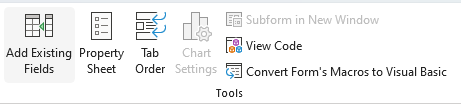 Add Existing
Fields
Property
Sheet
Tab
Order
Chart
Settings
Subform in New Window
View Code
Convert Form's Macros to Visual Basic
Tools